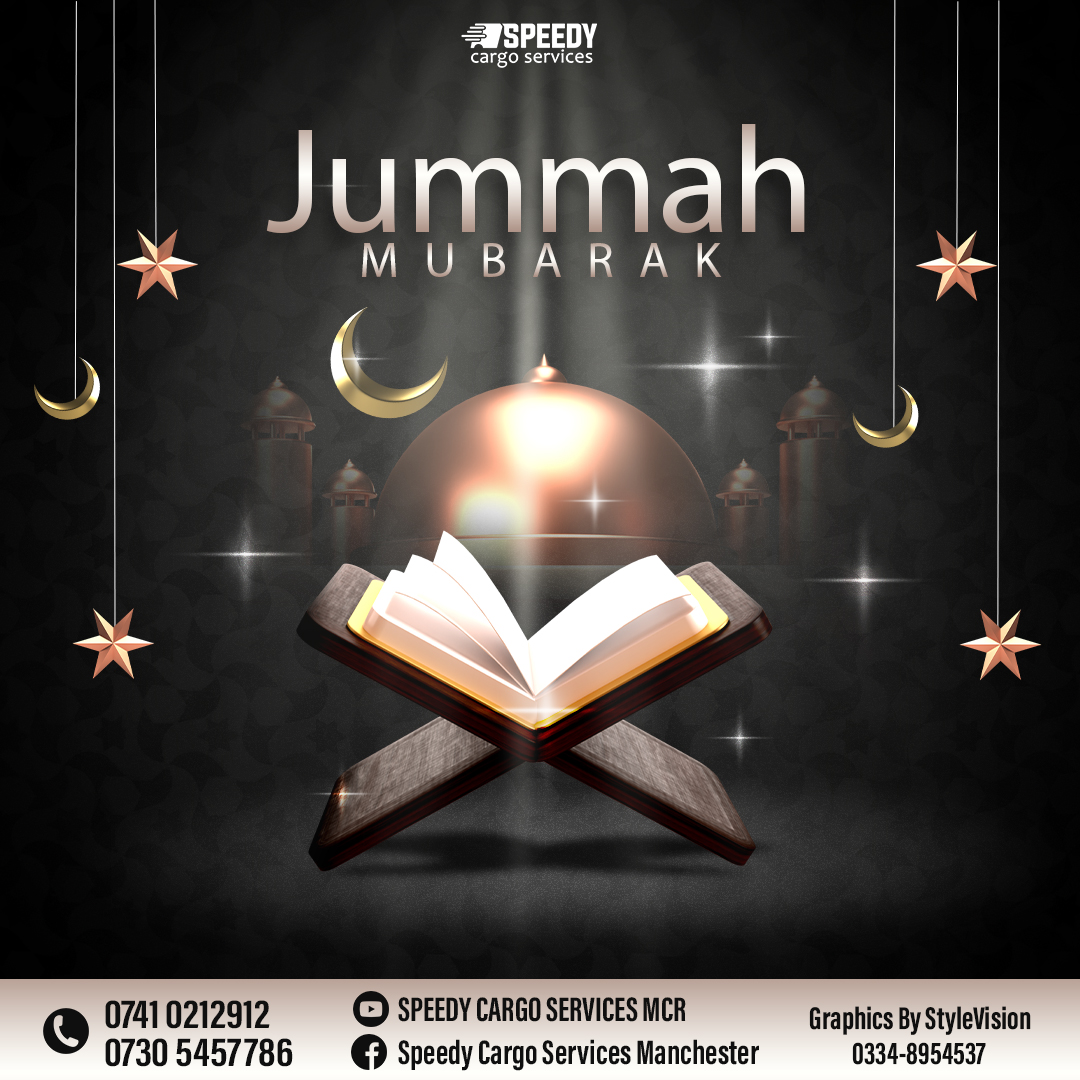 SPEEDY
cargo services
Jummah
MUBARAK
0741 0212912
0730 5457786
SPEEDY CARGO SERVICES MCR
Speedy Cargo Services Manchester
Graphics By StyleVision
0334-8954537